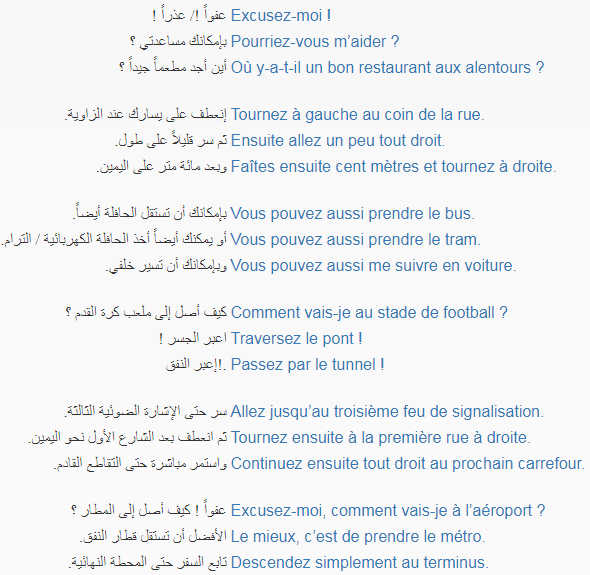 عفواً !/ عذراً ! Excusez-moi !
بإمكانك مساعدتي ؟ Pourriez-vous m’aider ?
أين أجد مطعماً جيداً ؟ Où y-a-t-il un bon restaurant aux alentours ?
إنعطف على يسارك عند الزاوية. Tournez à gauche au coin de la rue.
ثم سر قليلاً على طول. Ensuite allez un peu tout droit.
وبعد مائة متر على اليمين. Faîtes ensuite cent mètres et tournez à droite.
بإمكانك أن تستقل الحافلة أيضاً. Vous pouvez aussi prendre le bus.
أو يمكنك أيضاً أخذ الحافلة الكهربائية / الترام. Vous pouvez aussi prendre le tram.
وبإمكانك أن تسير خلفي. Vous pouvez aussi me suivre en voiture.
كيف أصل إلى ملعب كرة القدم ؟ Comment vais-je au stade de football ?
اعبر الجسر ! Traversez le pont !
إعبر النفق!. Passez par le tunnel !
سر حتى الإشارة الضوئية الثالثة. Allez jusqu’au troisième feu de signalisation.
ثم انعطف بعد الشارع الأول نحو اليمين. Tournez ensuite à la première rue à droite.
واستمر مباشرة حتى التقاطع القادم. Continuez ensuite tout droit au prochain carrefour.
عفواً ! كيف أصل إلى المطار ؟ Excusez-moi, comment vais-je à l’aéroport ?
الأفضل أن تستقل قطار النفق. Le mieux, c’est de prendre le métro.
تابع السفر حتى المحطة النهائية. Descendez simplement au terminus.